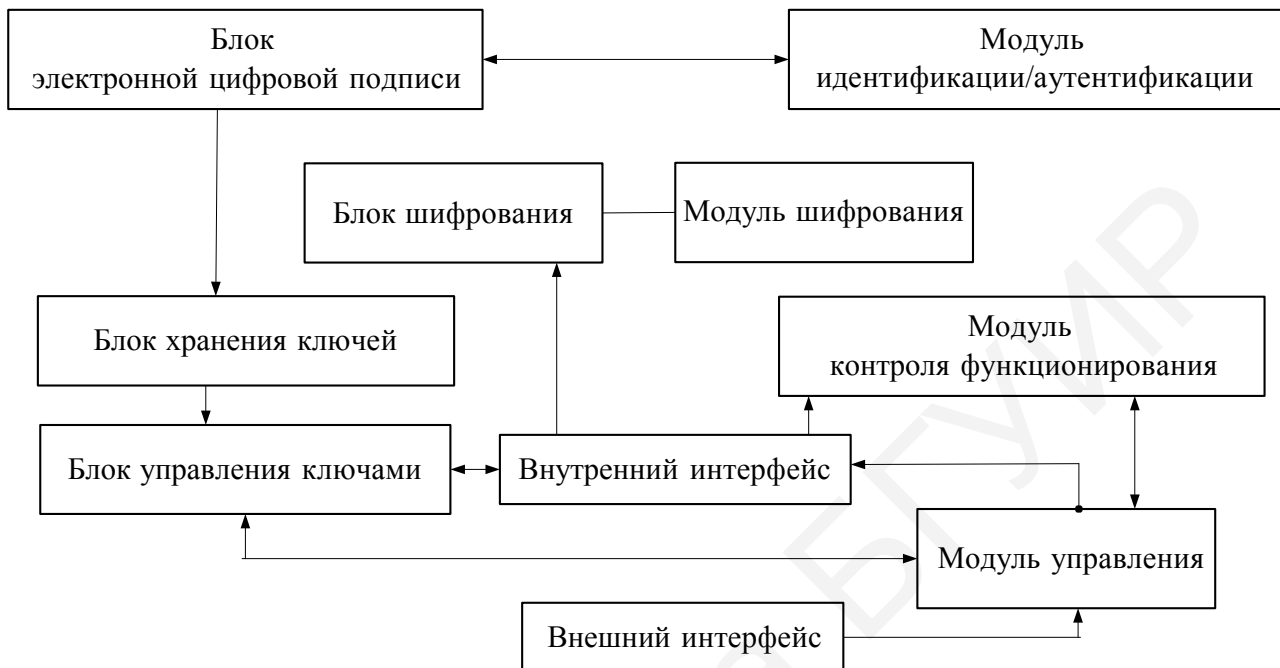 Блок
электронной цифровой подписи
Модуль
идентификации/аутентификации
Блок шифрования
Модуль шифрования
Блок хранения ключей
Модуль
контроля функционирования
Блок управления ключами
Внутренний интерфейс
Модуль управления
Внешний интерфейс
БГУИР